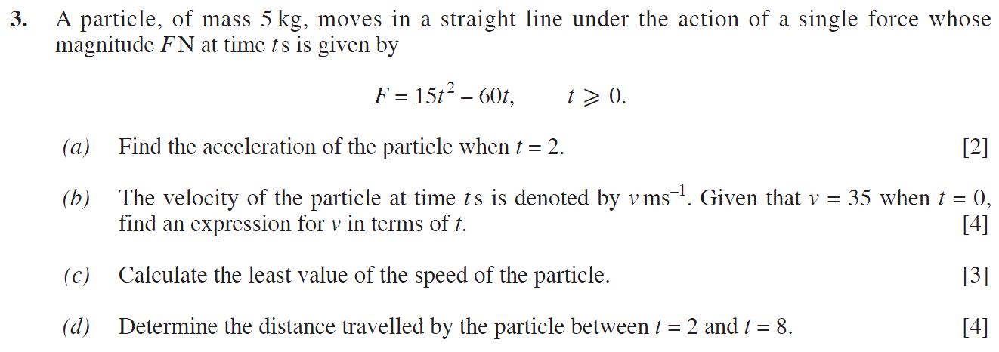 3. A particle, of mass 5 kg, moves in a straight line under the action of a single force whose
magnitude F N at time t s is given by
F = 15t² – 60t, t ⩾ 0.
(a) Find the acceleration of the particle when t = 2. [2]
(b) The velocity of the particle at time t s is denoted by v ms⁻¹. Given that v = 35 when t = 0,
find an expression for v in terms of t. [4]
(c) Calculate the least value of the speed of the particle. [3]
(d) Determine the distance travelled by the particle between t = 2 and t = 8. [4]